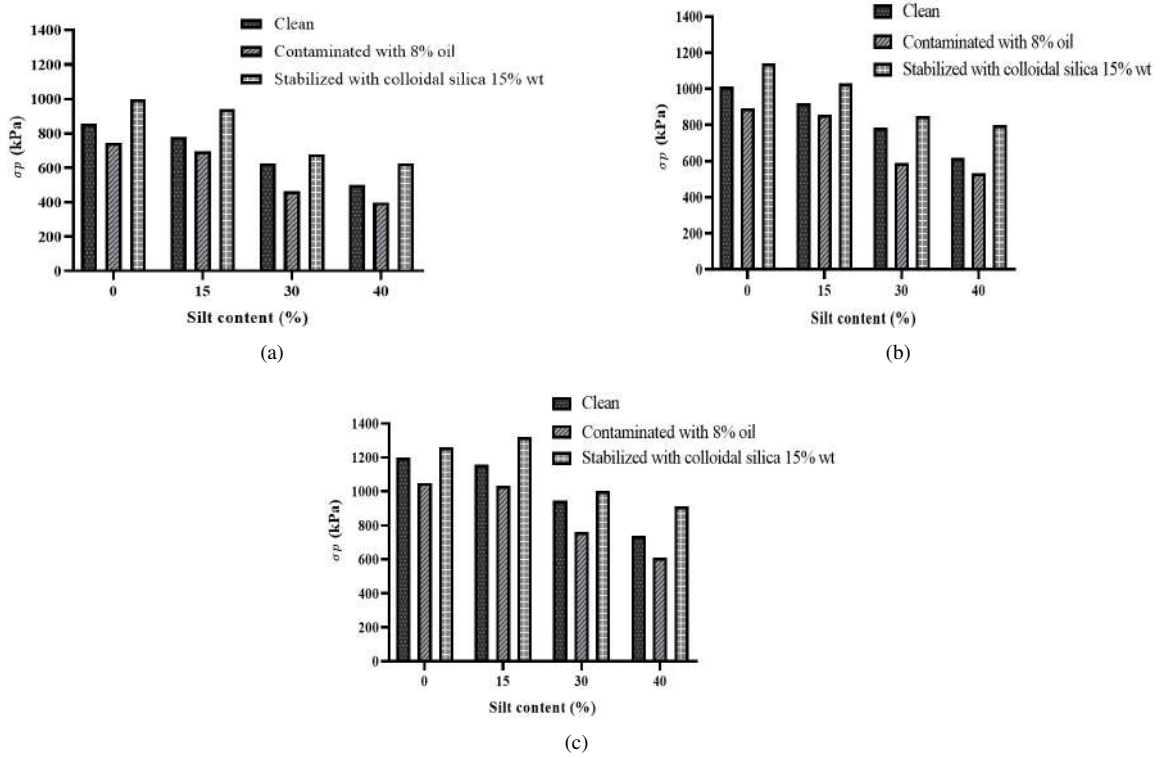 Clean
Contaminated with 8% oil
Stabilized with colloidal silica 15% wt
1400
1200
1000
800
600
400
200
0
σp (kPa)
0 15 30 40
Silt content (%)
(a)
Clean
Contaminated with 8% oil
Stabilized with colloidal silica 15% wt
1400
1200
1000
800
600
400
200
0
σp (kPa)
0 15 30 40
Silt content (%)
(b)
Clean
Contaminated with 8% oil
Stabilized with colloidal silica 15% wt
1400
1200
1000
800
600
400
200
0
σp (kPa)
0 15 30 40
Silt content (%)
(c)